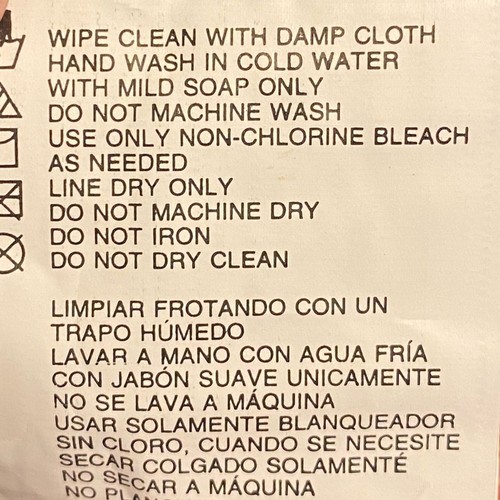 WIPE CLEAN WITH DAMP CLOTH
HAND WASH IN COLD WATER
WITH MILD SOAP ONLY
DO NOT MACHINE WASH
USE ONLY NON-CHLORINE BLEACH
AS NEEDED
LINE DRY ONLY
DO NOT MACHINE DRY
DO NOT IRON
DO NOT DRY CLEAN
LIMPIAR FROTANDO CON UN
TRAPO HÚMEDO
LAVAR A MANO CON AGUA FRÍA
CON JABÓN SUAVE UNICAMENTE
NO SE LAVA A MÁQUINA
USAR SOLAMENTE BLANQUEADOR
SIN CLORO, CUANDO SE NECESITE
SECAR COLGADO SOLAMENTE
NO SECAR A MÁQUINA
NO